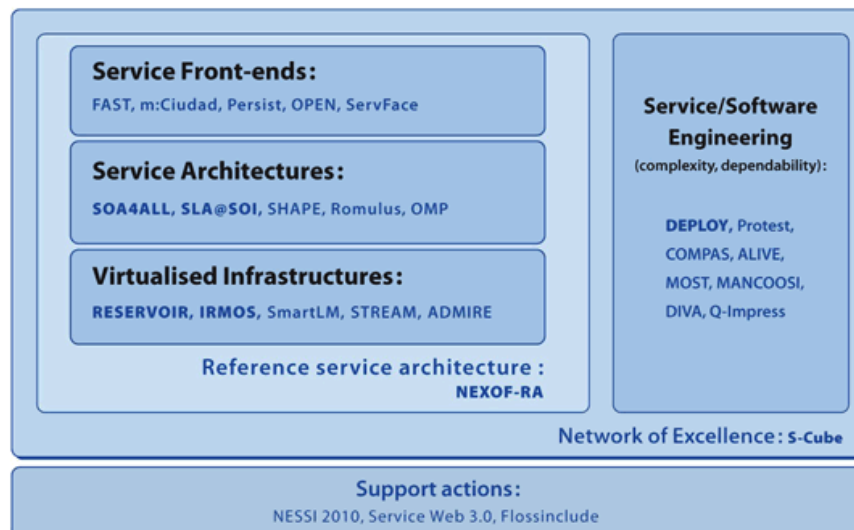 Service Front-ends:
FAST, m:Ciudad, Persist, OPEN, ServFace
Service Architectures:
SOA4ALL, SLA@SOI, SHAPE, Romulus, OMP
Virtualised Infrastructures:
RESERVOIR, IRMOS, SmartLM, STREAM, ADMIRE
Reference service architecture :
NEXOF-RA
Service/Software
Engineering
(complexity, dependability):
DEPLOY, Protest,
COMPAS, ALIVE,
MOST, MANCOOSI,
DIVA, Q-Impress
Network of Excellence: S-Cube
Support actions:
NESSI 2010, Service Web 3.0, Flossinclude